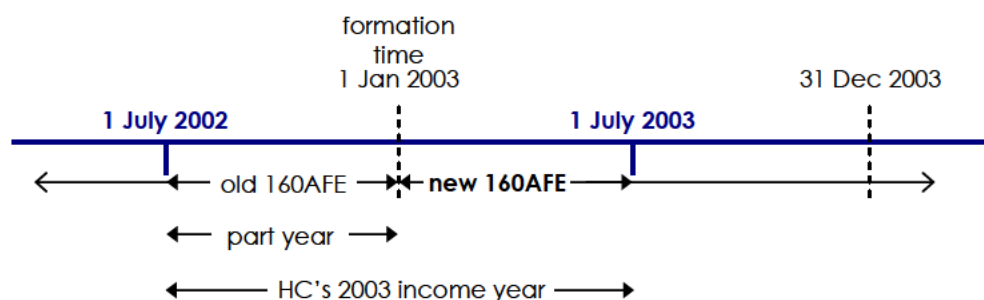 formation
time
1 Jan 2003
31 Dec 2003
1 July 2002
1 July 2003
old 160AFE
new 160AFE
part year
HC's 2003 income year